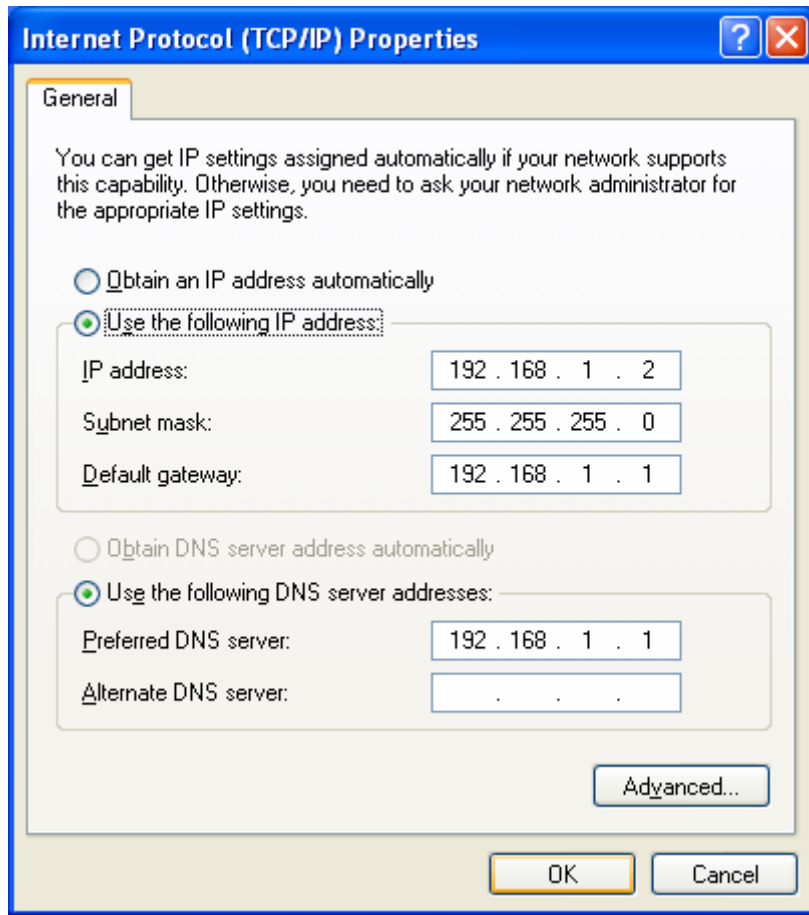 Internet Protocol (TCP/IP) Properties
General
You can get IP settings assigned automatically if your network supports
this capability. Otherwise, you need to ask your network administrator for
the appropriate IP settings.
Obtain an IP address automatically
Use the following IP address:
IP address: 192 . 168 . 1 . 2
Subnet mask: 255 . 255 . 255 . 0
Default gateway: 192 . 168 . 1 . 1
Obtain DNS server address automatically
Use the following DNS server addresses:
Preferred DNS server: 192 . 168 . 1 . 1
Alternate DNS server: . . .
Advanced...
OK Cancel